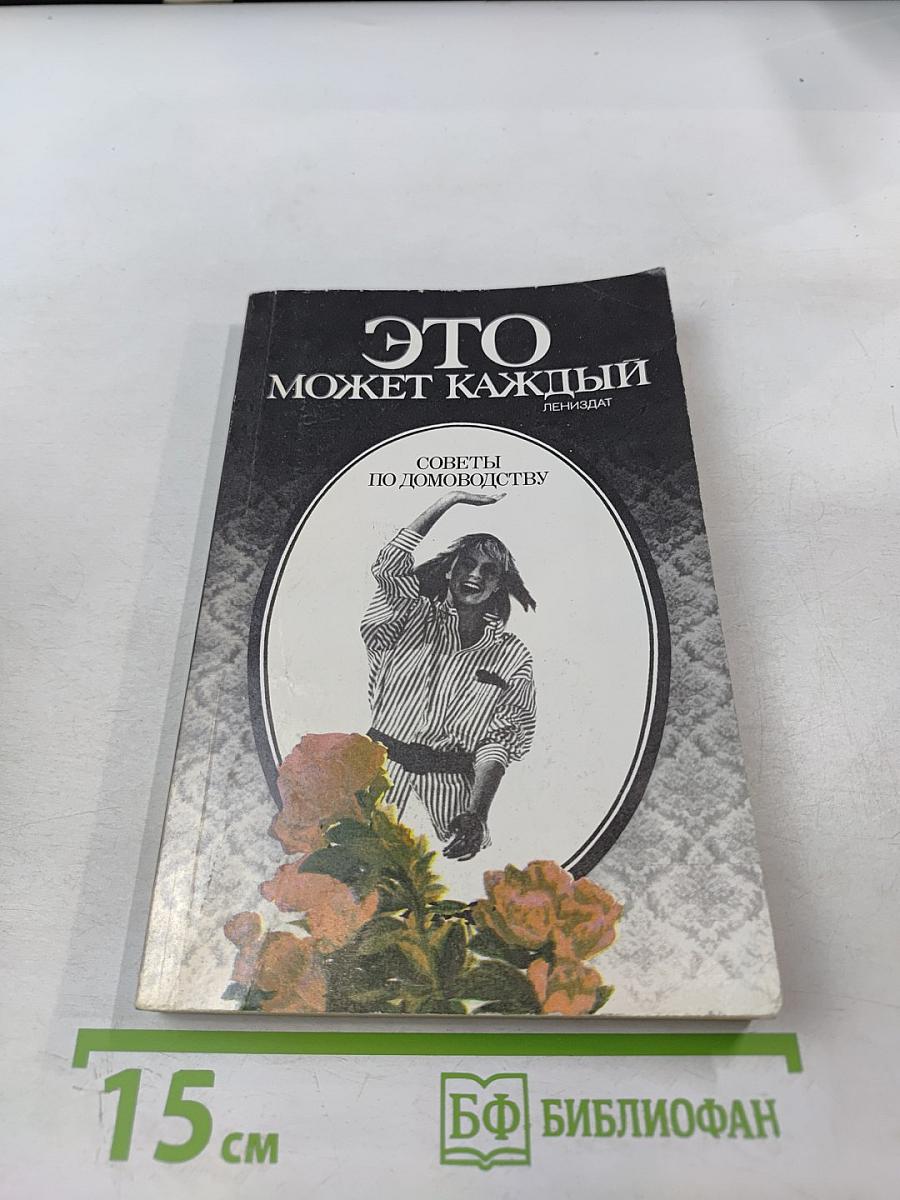 ЭТО
МОЖЕТ КАЖДЫЙ
ЛЕНИЗДАТ
СОВЕТЫ
ПО ДОМОВОДСТВУ
15 см
БФ БИБЛИОФАН